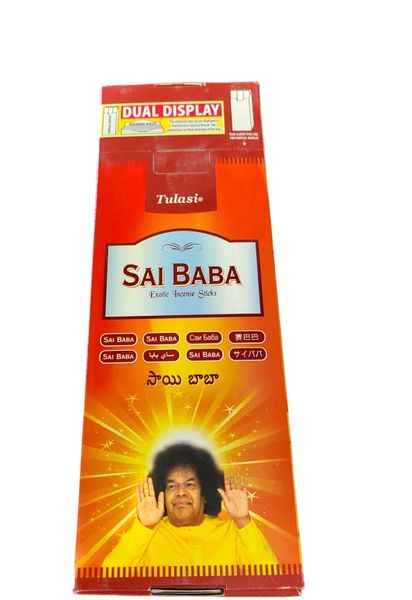 DUAL DISPLAY
Tulasi®
SAI BABA
Exotic Incense Sticks
SAI BABA SAI BABA Саи Баба 賽巴巴
SAI BABA ساي بابا SAI BABA サイババ
సాయి బాబా